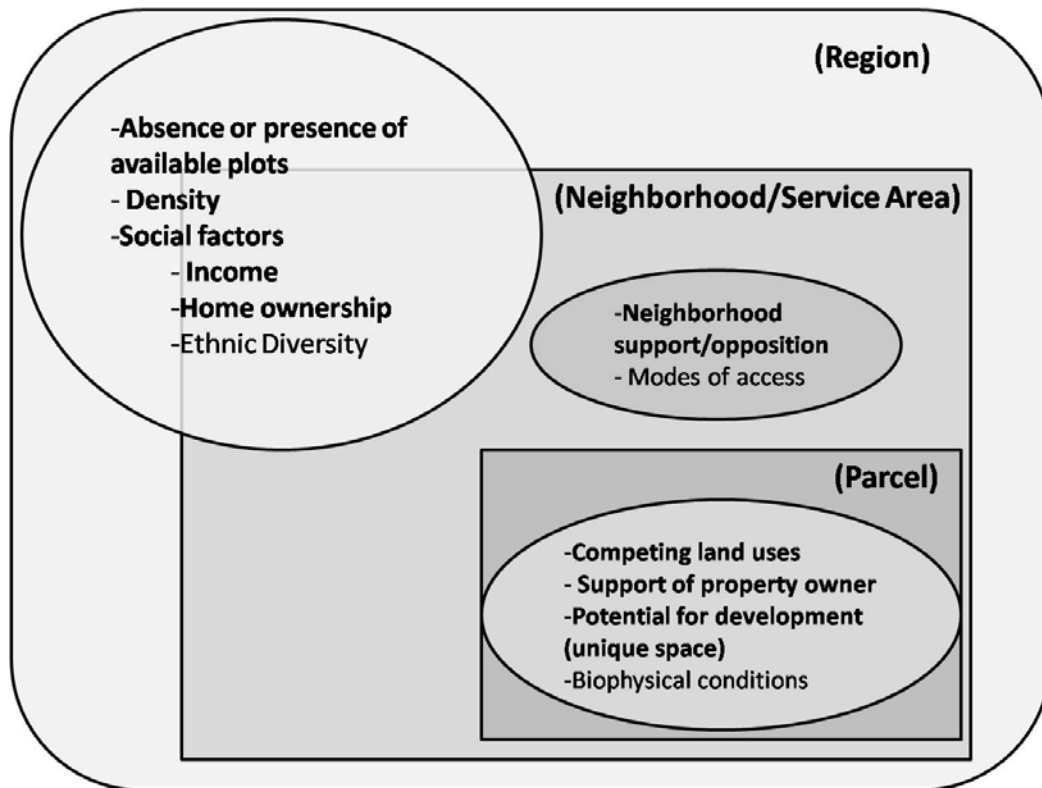 (Region)
-Absence or presence of
available plots
- Density
-Social factors
- Income
-Home ownership
-Ethnic Diversity
(Neighborhood/Service Area)
-Neighborhood
support/opposition
- Modes of access
(Parcel)
-Competing land uses
- Support of property owner
-Potential for development
(unique space)
-Biophysical conditions